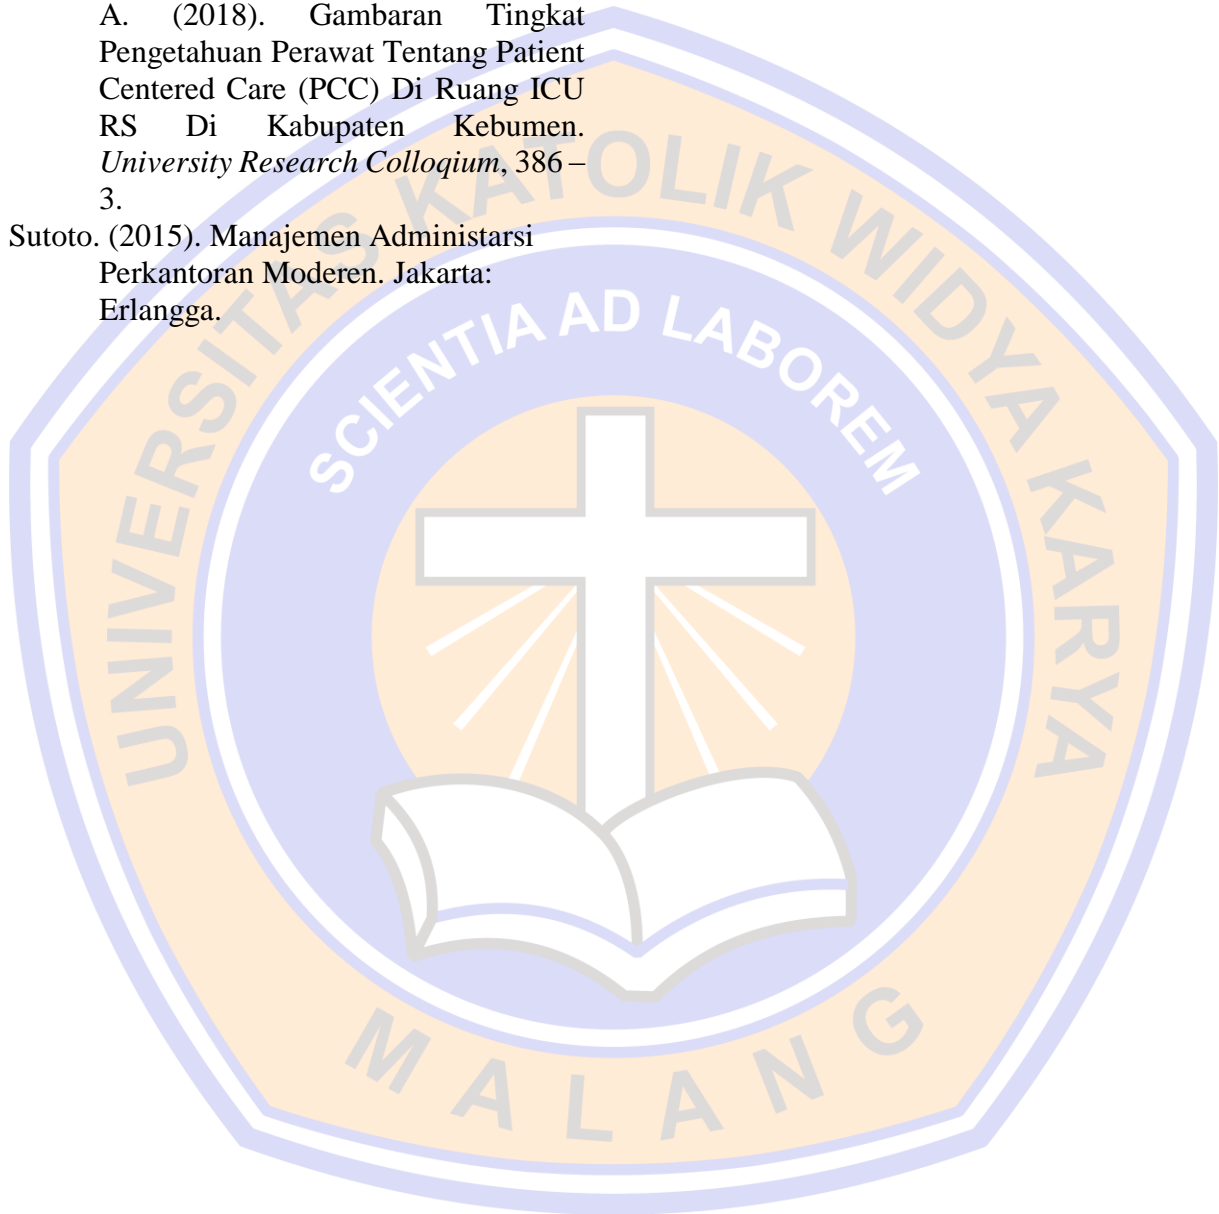 A. (2018). Gambaran Tingkat
Pengetahuan Perawat Tentang Patient
Centered Care (PCC) Di Ruang ICU
RS Di Kabupaten Kebumen.
University Research Colloqium, 386 –
3.
Sutoto. (2015). Manajemen Administarsi
Perkantoran Moderen. Jakarta:
Erlangga.
UNIVERSITAS KATOLIK WIDYA KARYA
SCIENTIA AD LABOREM
MALANG